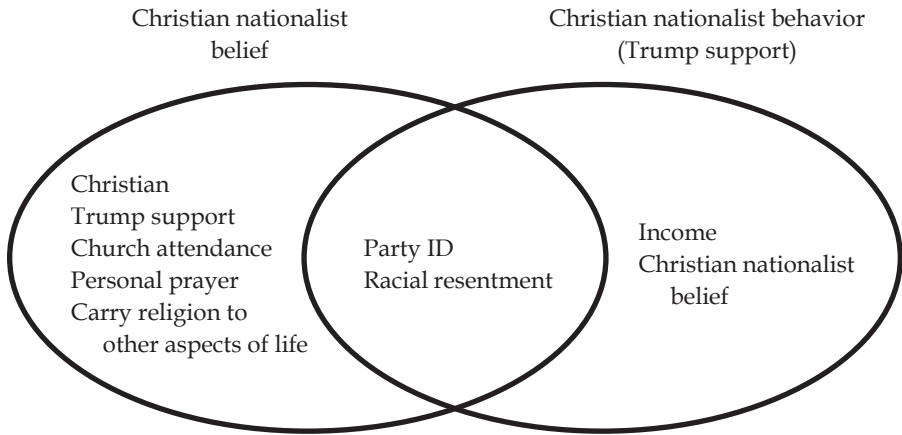 Christian nationalist
belief
Christian nationalist behavior
(Trump support)
Christian
Trump support
Church attendance
Personal prayer
Carry religion to
other aspects of life
Party ID
Racial resentment
Income
Christian nationalist
belief